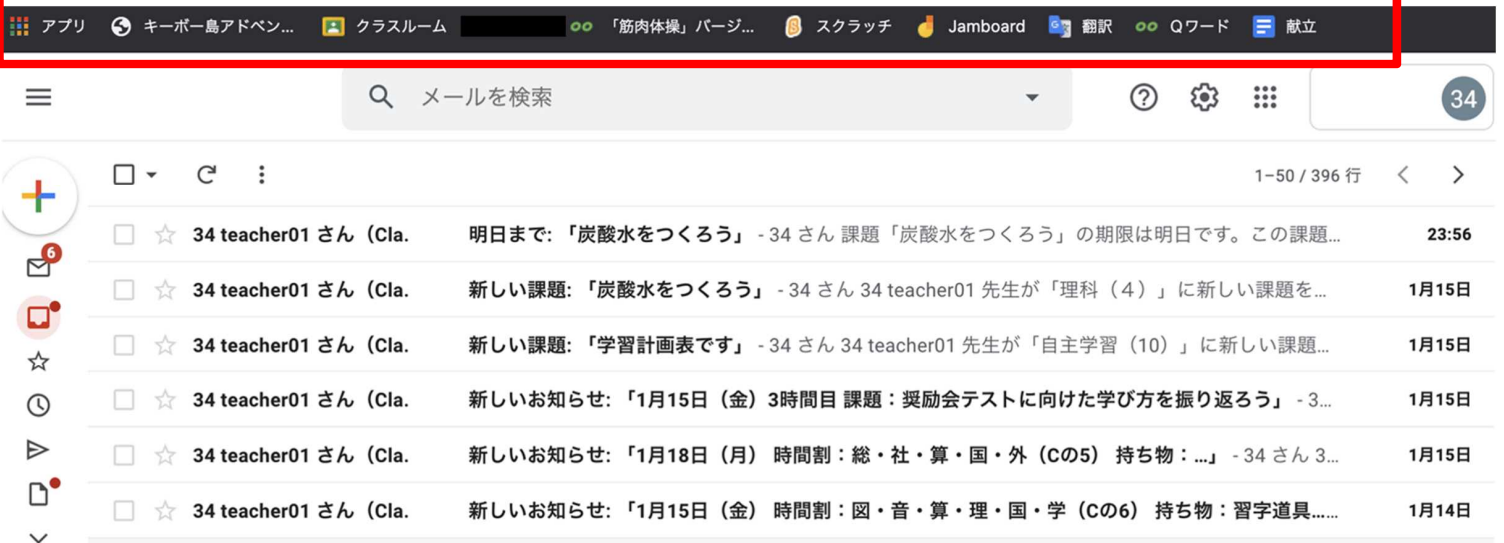 アプリ キーボー島アドベン... クラスルーム 「筋肉体操」バージ... スクラッチ Jamboard 翻訳 Qワード 献立
メールを検索 34
1–50 / 396 行
34 teacher01 さん（Cla. 明日まで: 「炭酸水をつくろう」 - 34 さん 課題「炭酸水をつくろう」の期限は明日です。この課題... 23:56
6
34 teacher01 さん（Cla. 新しい課題: 「炭酸水をつくろう」 - 34 さん 34 teacher01 先生が「理科（４）」に新しい課題を... 1月15日
34 teacher01 さん（Cla. 新しい課題: 「学習計画表です」 - 34 さん 34 teacher01 先生が「自主学習（10）」に新しい課題... 1月15日
34 teacher01 さん（Cla. 新しいお知らせ: 「1月15日（金）3時間目 課題：奨励会テストに向けた学び方を振り返ろう」 - 3... 1月15日
34 teacher01 さん（Cla. 新しいお知らせ: 「1月18日（月） 時間割：総・社・算・国・外（Cの5） 持ち物：...」 - 34 さん 3... 1月15日
34 teacher01 さん（Cla. 新しいお知らせ: 「1月15日（金） 時間割：図・音・算・理・国・学（Cの6） 持ち物：習字道具...... 1月14日